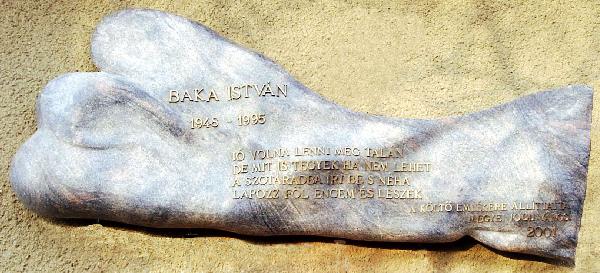 BAKA ISTVÁN
1948 - 1995
JÓ VOLNA LENNI MÉG TALÁN
DE MIT IS TEGYEK HA NEM LEHET
A SZÓTÁRADBA ÍRJ BE S NÉHA
LAPOZZ FÖL ENGEM ÉS LESZEK
A KÖLTŐ EMLÉKÉRE ÁLLÍTTATTA
2001